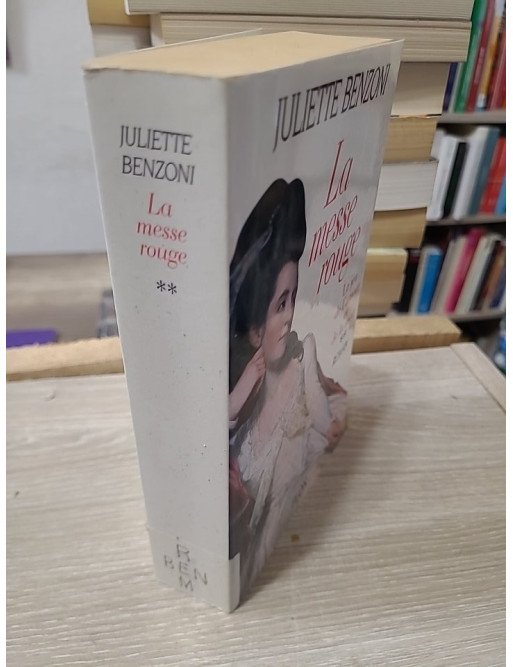 JULIETTE
BENZONI
La
messe
rouge
**
R
BEN
M
JULIETTE BENZONI
La
messe
rouge